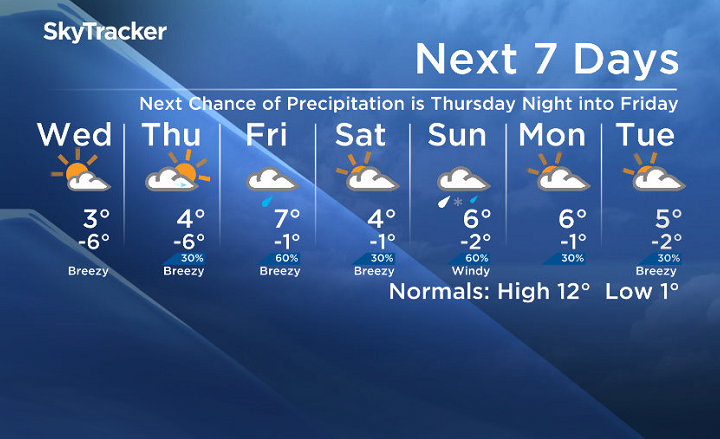 SkyTracker
Next 7 Days
Next Chance of Precipitation is Thursday Night into Friday
Wed Thu Fri Sat Sun Mon Tue
3° 4° 7° 4° 6° 6° 5°
-6° -6° -1° -1° -2° -1° -2°
30% 60% 30% 60% 30% 30%
Breezy Breezy Breezy Breezy Windy Breezy
Normals: High 12° Low 1°